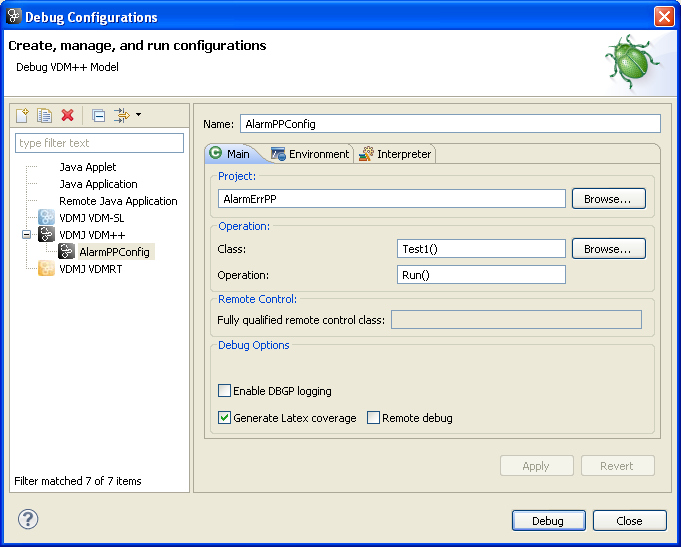 Debug Configurations
Create, manage, and run configurations
Debug VDM++ Model
type filter text
Java Applet
Java Application
Remote Java Application
VDMJ VDM-SL
VDMJ VDM++
AlarmPPConfig
VDMJ VDMRT
Filter matched 7 of 7 items
Name: AlarmPPConfig
Main Environment Interpreter
Project:
AlarmErrPP Browse...
Operation:
Class: Test1() Browse...
Operation: Run()
Remote Control:
Fully qualified remote control class:
Debug Options
Enable DBGP logging
Generate Latex coverage Remote debug
Apply Revert
? Debug Close